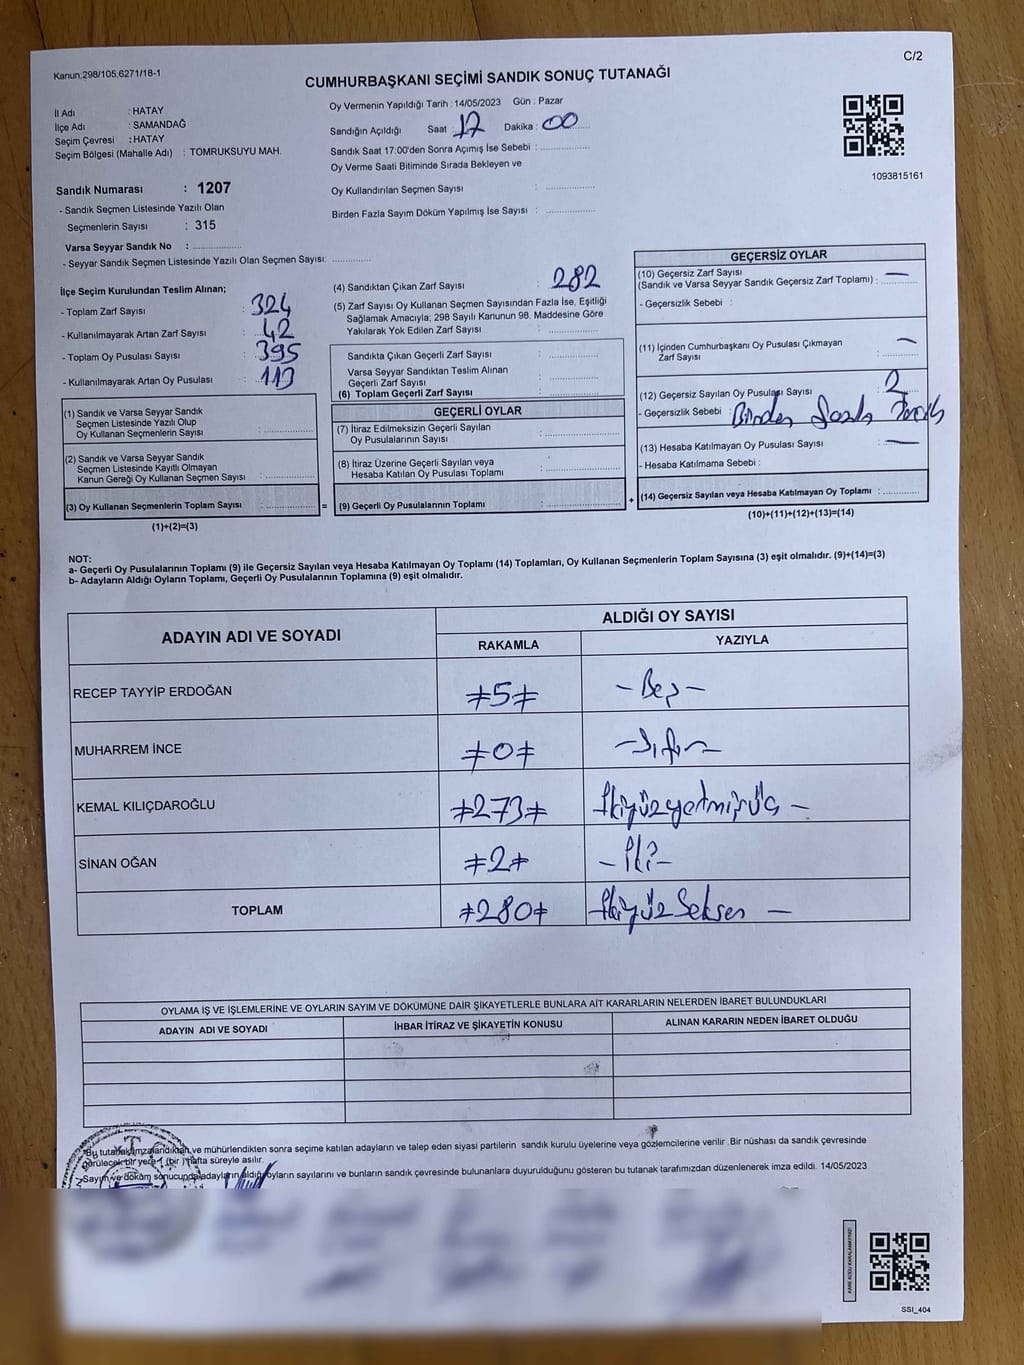 Kanun:298/105,6271/18-1
C/2
CUMHURBAŞKANI SEÇİMİ SANDIK SONUÇ TUTANAĞI
İl Adı : HATAY
İlçe Adı : SAMANDAĞ
Seçim Çevresi : HATAY
Seçim Bölgesi (Mahalle Adı) : TOMRUKSUYU MAH.
Oy Vermenin Yapıldığı Tarih : 14/05/2023 Gün : Pazar
Sandığın Açıldığı Saat : 17 Dakika : 00
Sandık Saat 17:00'den Sonra Açımış İse Sebebi :
Oy Verme Saati Bitiminde Sırada Bekleyen ve
Oy Kullandırılan Seçmen Sayısı :
Birden Fazla Sayım Döküm Yapılmış İse Sayısı :
1093815161
Sandık Numarası : 1207
- Sandık Seçmen Listesinde Yazılı Olan
Seçmenlerin Sayısı : 315
Varsa Seyyar Sandık No :
- Seyyar Sandık Seçmen Listesinde Yazılı Olan Seçmen Sayısı:
İlçe Seçim Kurulundan Teslim Alınan;
- Toplam Zarf Sayısı : 324
- Kullanılmayarak Artan Zarf Sayısı : 42
- Toplam Oy Pusulası Sayısı : 395
- Kullanılmayarak Artan Oy Pusulası : 113
(1) Sandık ve Varsa Seyyar Sandık
Seçmen Listesinde Yazılı Olup
Oy Kullanan Seçmenlerin Sayısı :
(2) Sandık ve Varsa Seyyar Sandık
Seçmen Listesinde Kayıtlı Olmayan
Kanun Gereği Oy Kullanan Seçmen Sayısı :
(3) Oy Kullanan Seçmenlerin Toplam Sayısı : =
(1)+(2)=(3)
(4) Sandıktan Çıkan Zarf Sayısı : 282
(5) Zarf Sayısı Oy Kullanan Seçmen Sayısından Fazla İse, Eşitliği
Sağlamak Amacıyla; 298 Sayılı Kanunun 98. Maddesine Göre
Yakılarak Yok Edilen Zarf Sayısı :
Sandıkta Çıkan Geçerli Zarf Sayısı :
Varsa Seyyar Sandıktan Teslim Alınan
Geçerli Zarf Sayısı :
(6) Toplam Geçerli Zarf Sayısı :
GEÇERLİ OYLAR
(7) İtiraz Edilmeksizin Geçerli Sayılan
Oy Pusulalarının Sayısı :
(8) İtiraz Üzerine Geçerli Sayılan veya
Hesaba Katılan Oy Pusulası Toplamı :
(9) Geçerli Oy Pusulalarının Toplamı : +
GEÇERSİZ OYLAR
(10) Geçersiz Zarf Sayısı —
(Sandık ve Varsa Seyyar Sandık Geçersiz Zarf Toplamı) :
- Geçersizlik Sebebi :
(11) İçinden Cumhurbaşkanı Oy Pusulası Çıkmayan —
Zarf Sayısı :
(12) Geçersiz Sayılan Oy Pusulası Sayısı : 2
- Geçersizlik Sebebi : Birden fazla
(13) Hesaba Katılmayan Oy Pusulası Sayısı : —
- Hesaba Katılmama Sebebi :
(14) Geçersiz Sayılan veya Hesaba Katılmayan Oy Toplamı :
(10)+(11)+(12)+(13)=(14)
NOT:
a- Geçerli Oy Pusulalarının Toplamı (9) ile Geçersiz Sayılan veya Hesaba Katılmayan Oy Toplamı (14) Toplamları, Oy Kullanan Seçmenlerin Toplam Sayısına (3) eşit olmalıdır. (9)+(14)=(3)
b- Adayların Aldığı Oyların Toplamı, Geçerli Oy Pusulalarının Toplamına (9) eşit olmalıdır.
ADAYIN ADI VE SOYADI
ALDIĞI OY SAYISI
RAKAMLA YAZIYLA
RECEP TAYYİP ERDOĞAN ≠5≠ - Beş -
MUHARREM İNCE ≠0≠ - Sıfır -
KEMAL KILIÇDAROĞLU ≠273≠ İkiyüzyetmişüç -
SİNAN OĞAN ≠2≠ - İki -
TOPLAM ≠280≠ İkiyüz Seksen -
OYLAMA İŞ VE İŞLEMLERİNE VE OYLARIN SAYIM VE DÖKÜMÜNE DAİR ŞİKAYETLERLE BUNLARA AİT KARARLARIN NELERDEN İBARET BULUNDUKLARI
ADAYIN ADI VE SOYADI İHBAR İTİRAZ VE ŞİKAYETİN KONUSU ALINAN KARARIN NEDEN İBARET OLDUĞU
Bu tutanak imzalandıktan ve mühürlendikten sonra seçime katılan adayların ve talep eden siyasi partilerin sandık kurulu üyelerine veya gözlemcilerine verilir .Bir nüshası da sandık çevresinde
görülecek bir yere 1 (bir ) hafta süreyle asılır.
Sayım ve döküm sonucunda adayların aldığı oyların sayılarını ve bunların sandık çevresinde bulunanlara duyurulduğunu gösteren bu tutanak tarafımızdan düzenlenerek imza edildi. 14/05/2023
KARE KODU KARALAMAYINIZ!
SSI_404